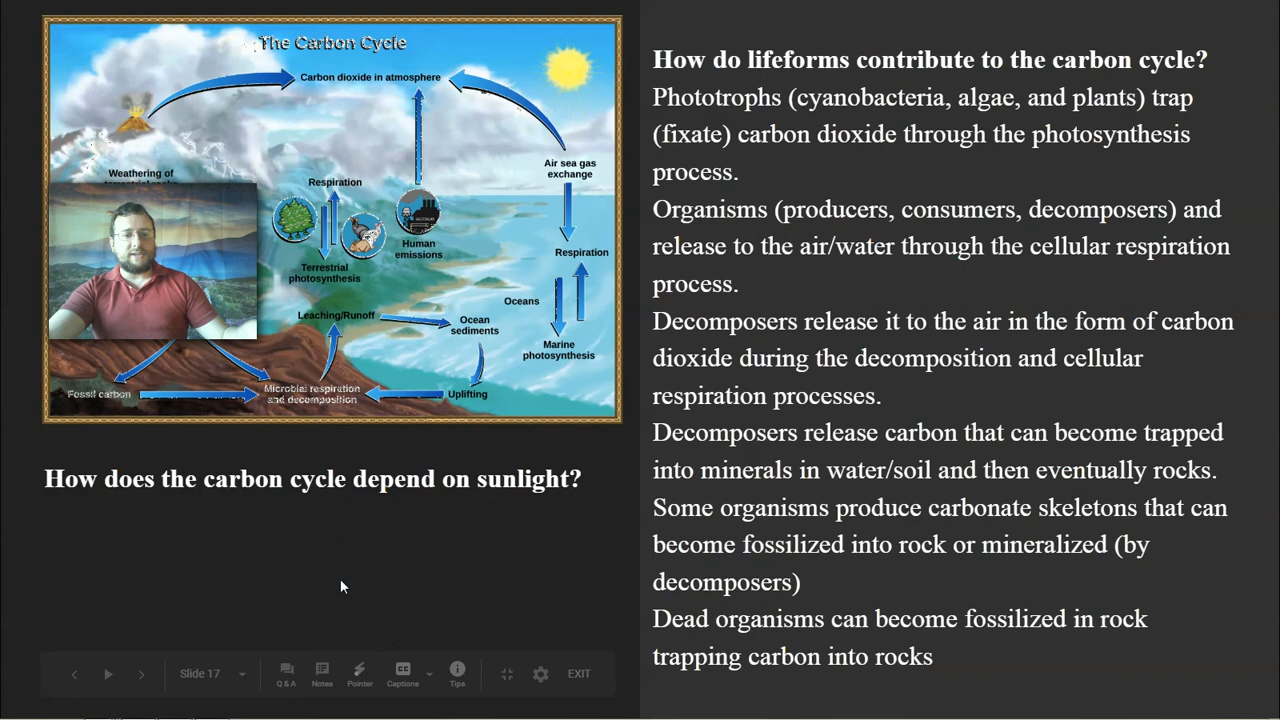 The Carbon Cycle
Carbon dioxide in atmosphere
Air sea gas
exchange
Weathering of
Respiration
Human
emissions
Respiration
Terrestrial
photosynthesis
Oceans
Leaching/Runoff
Ocean
sediments
Marine
photosynthesis
Fossil carbon
Microbial respiration
and decomposition
Uplifting
How does the carbon cycle depend on sunlight?
Slide 17
Q & A
Notes
Pointer
Captions
Tips
EXIT
How do lifeforms contribute to the carbon cycle?
Phototrophs (cyanobacteria, algae, and plants) trap
(fixate) carbon dioxide through the photosynthesis
process.
Organisms (producers, consumers, decomposers) and
release to the air/water through the cellular respiration
process.
Decomposers release it to the air in the form of carbon
dioxide during the decomposition and cellular
respiration processes.
Decomposers release carbon that can become trapped
into minerals in water/soil and then eventually rocks.
Some organisms produce carbonate skeletons that can
become fossilized into rock or mineralized (by
decomposers)
Dead organisms can become fossilized in rock
trapping carbon into rocks